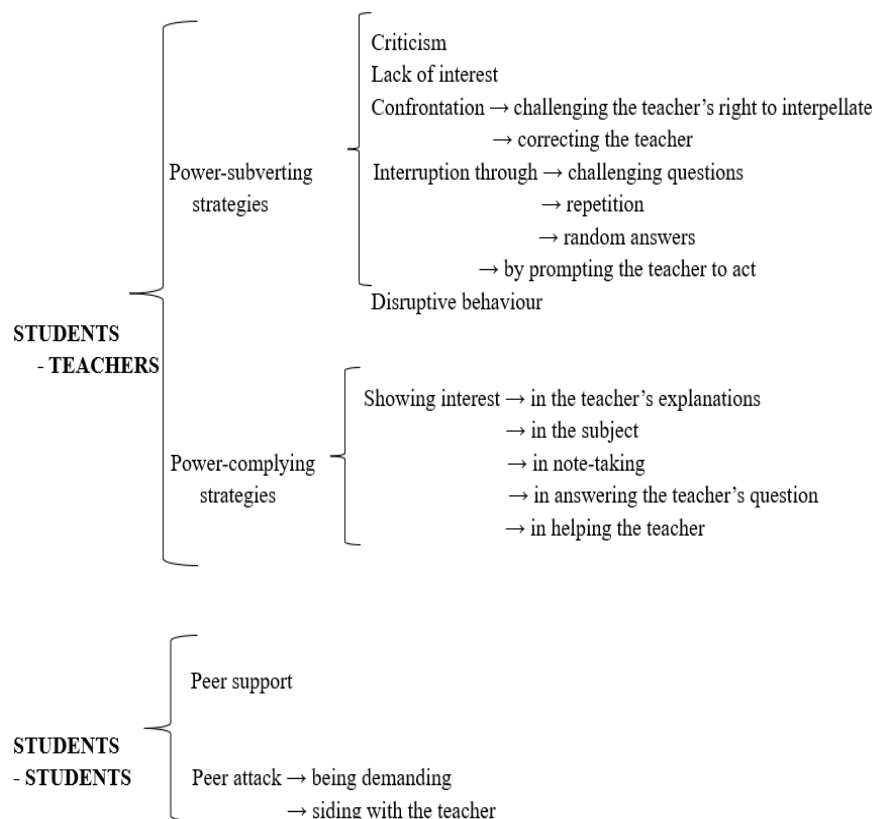 Criticism
Lack of interest
Confrontation → challenging the teacher’s right to interpellate
→ correcting the teacher
Power-subverting
strategies
Interruption through → challenging questions
→ repetition
→ random answers
→ by prompting the teacher to act
Disruptive behaviour
STUDENTS
- TEACHERS
Showing interest → in the teacher’s explanations
→ in the subject
Power-complying
strategies
→ in note-taking
→ in answering the teacher’s question
→ in helping the teacher
Peer support
STUDENTS
- STUDENTS
Peer attack → being demanding
→ siding with the teacher